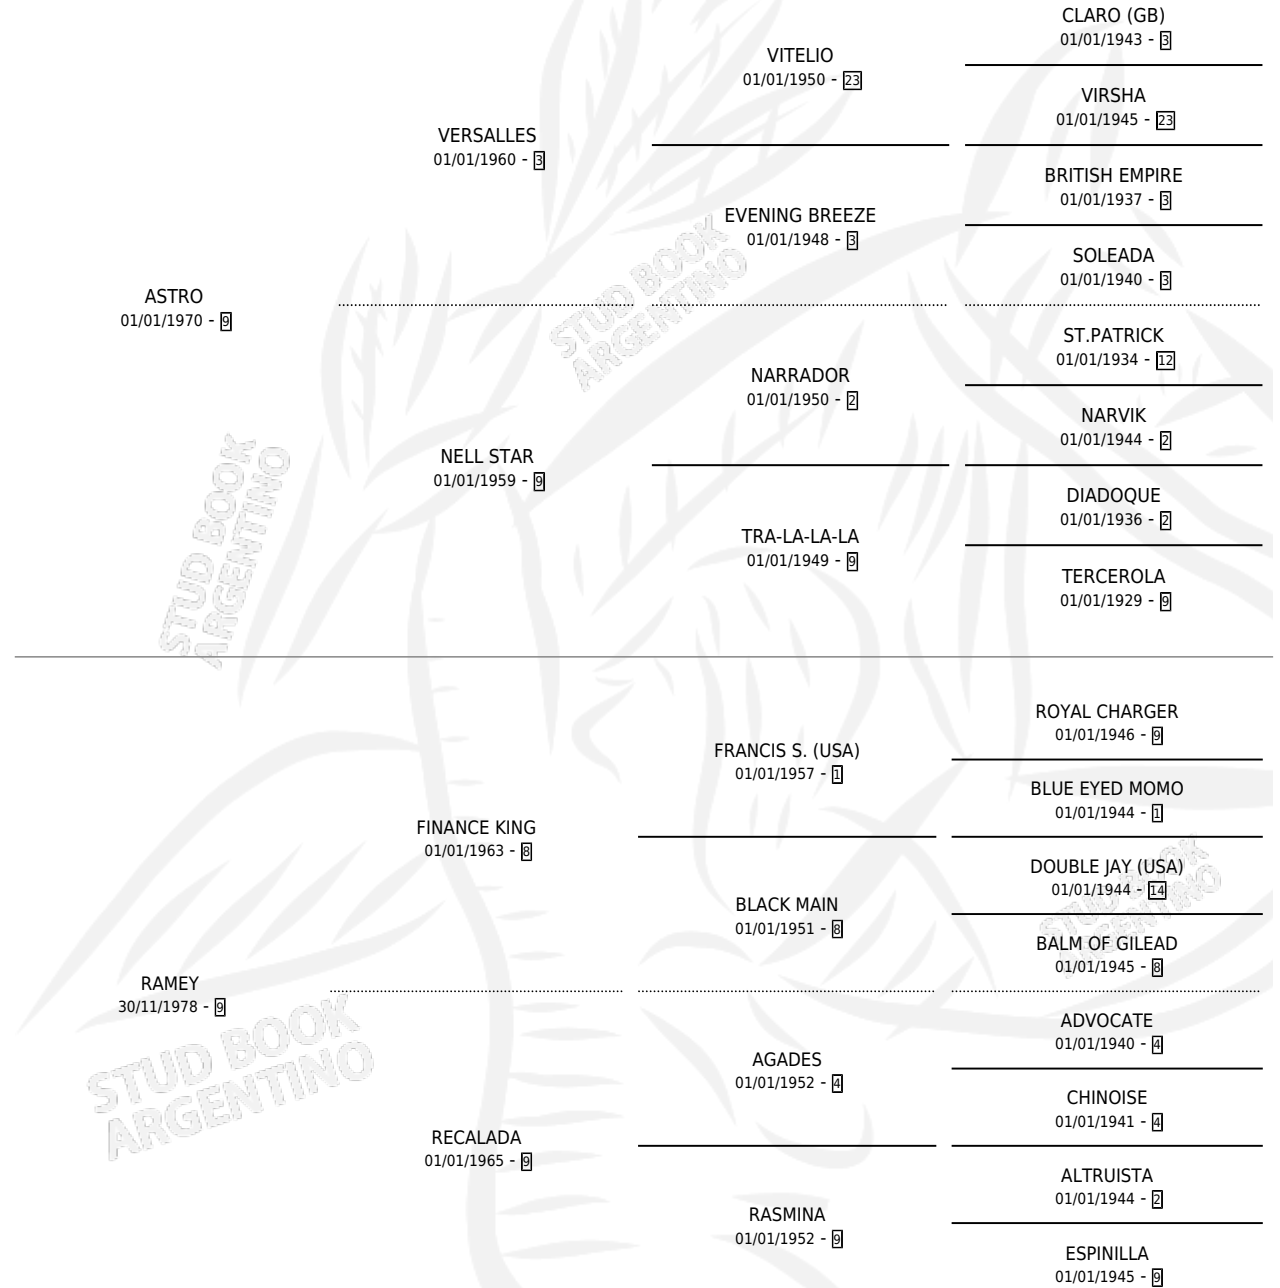 CLARO (GB)
01/01/1943 - 3
VITELIO
01/01/1950 - 23
VIRSHA
01/01/1945 - 23
VERSALLES
01/01/1960 - 3
BRITISH EMPIRE
01/01/1937 - 3
EVENING BREEZE
01/01/1948 - 3
SOLEADA
01/01/1940 - 3
ASTRO
01/01/1970 - 9
ST.PATRICK
01/01/1934 - 12
NARRADOR
01/01/1950 - 2
NARVIK
01/01/1944 - 2
NELL STAR
01/01/1959 - 9
DIADOQUE
01/01/1936 - 2
TRA-LA-LA-LA
01/01/1949 - 9
TERCEROLA
01/01/1929 - 9
STUD BOOK
ARGENTINO
STUD BOOK
ARGENTINO
ROYAL CHARGER
01/01/1946 - 9
FRANCIS S. (USA)
01/01/1957 - 1
BLUE EYED MOMO
01/01/1944 - 1
FINANCE KING
01/01/1963 - 8
DOUBLE JAY (USA)
01/01/1944 - 14
BLACK MAIN
01/01/1951 - 8
BALM OF GILEAD
01/01/1945 - 8
RAMEY
30/11/1978 - 9
ADVOCATE
01/01/1940 - 4
AGADES
01/01/1952 - 4
CHINOISE
01/01/1941 - 4
RECALADA
01/01/1965 - 9
ALTRUISTA
01/01/1944 - 2
RASMINA
01/01/1952 - 9
ESPINILLA
01/01/1945 - 9
STUD BOOK
ARGENTINO
STUD BOOK
ARGENTINO